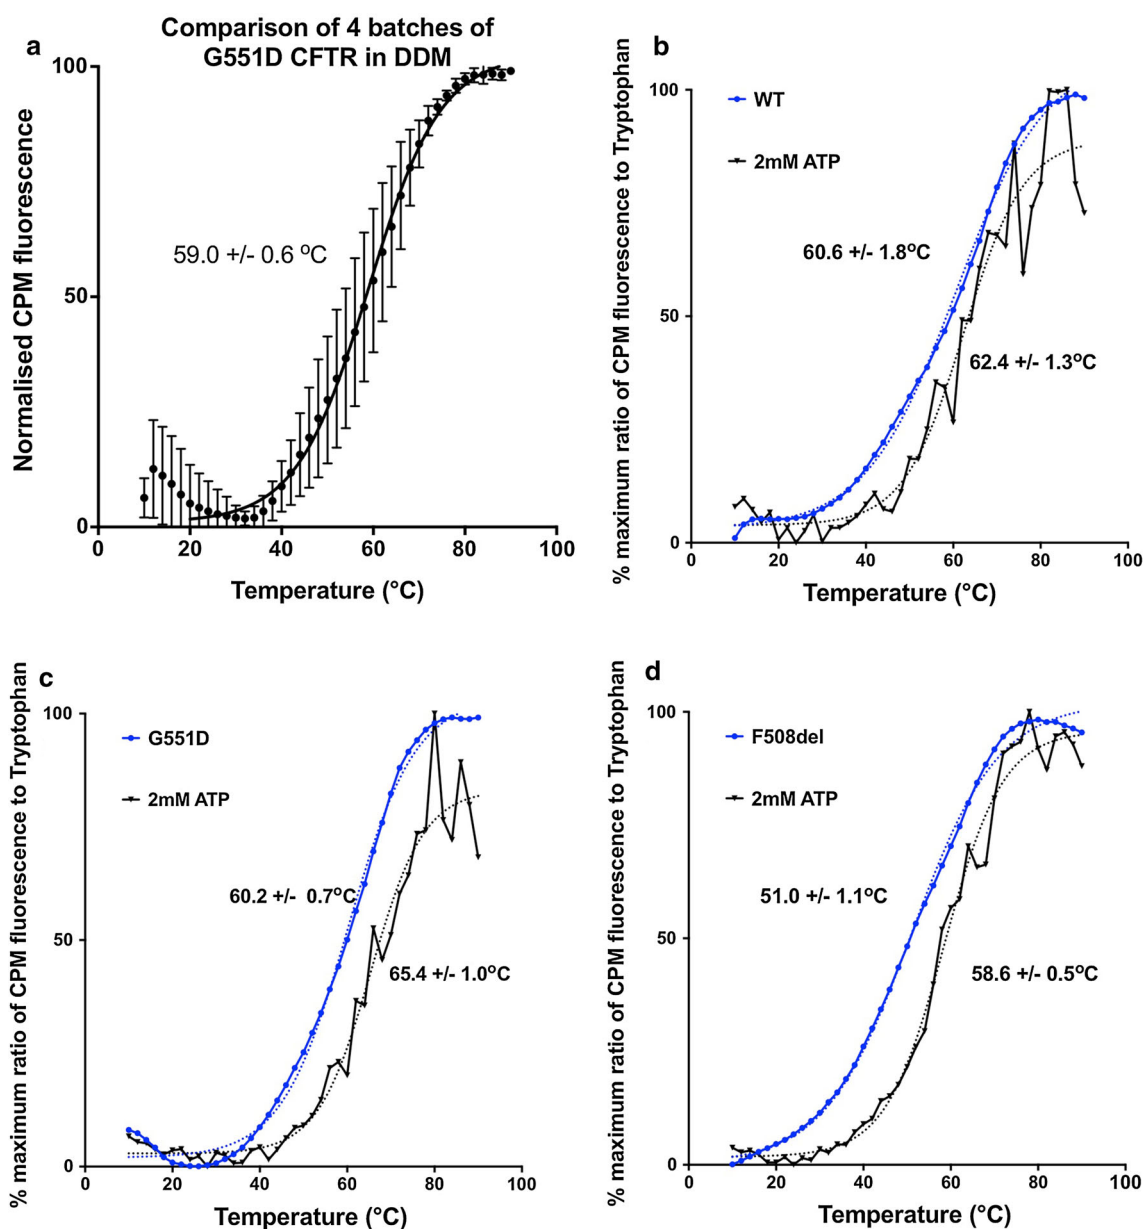 a
Comparison of 4 batches of
G551D CFTR in DDM
Normalised CPM fluorescence
100
50
0
59.0 +/- 0.6 ºC
0 20 40 60 80 100
Temperature (°C)
b
% maximum ratio of CPM fluorescence to Tryptophan
100
50
0
WT
2mM ATP
60.6 +/- 1.8ºC
62.4 +/- 1.3ºC
0 20 40 60 80 100
Temperature (°C)
c
% maximum ratio of CPM fluorescence to Tryptophan
100
50
0
G551D
2mM ATP
60.2 +/- 0.7ºC
65.4 +/- 1.0ºC
0 20 40 60 80 100
Temperature (°C)
d
% maximum ratio of CPM fluorescence to Tryptophan
100
50
0
F508del
2mM ATP
51.0 +/- 1.1ºC
58.6 +/- 0.5ºC
0 20 40 60 80 100
Temperature (°C)